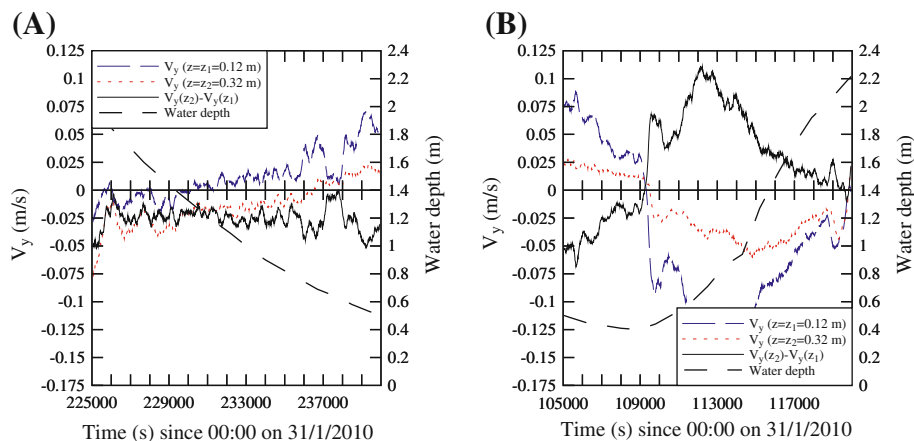 (A)
(B)
0.125
0.1
0.075
0.05
0.025
0
-0.025
-0.05
-0.075
-0.1
-0.125
-0.15
-0.175
V_y (m/s)
V_y (z=z_1=0.12 m)
V_y (z=z_2=0.32 m)
V_y(z_2)-V_y(z_1)
Water depth
2.4
2.2
2
1.8
1.6
1.4
1.2
1
0.8
0.6
0.4
0.2
0
Water depth (m)
225000 229000 233000 237000
Time (s) since 00:00 on 31/1/2010
0.125
0.1
0.075
0.05
0.025
0
-0.025
-0.05
-0.075
-0.1
-0.125
-0.15
-0.175
V_y (m/s)
V_y (z=z_1=0.12 m)
V_y (z=z_2=0.32 m)
V_y(z_2)-V_y(z_1)
Water depth
2.4
2.2
2
1.8
1.6
1.4
1.2
1
0.8
0.6
0.4
0.2
0
Water depth (m)
105000 109000 113000 117000
Time (s) since 00:00 on 31/1/2010